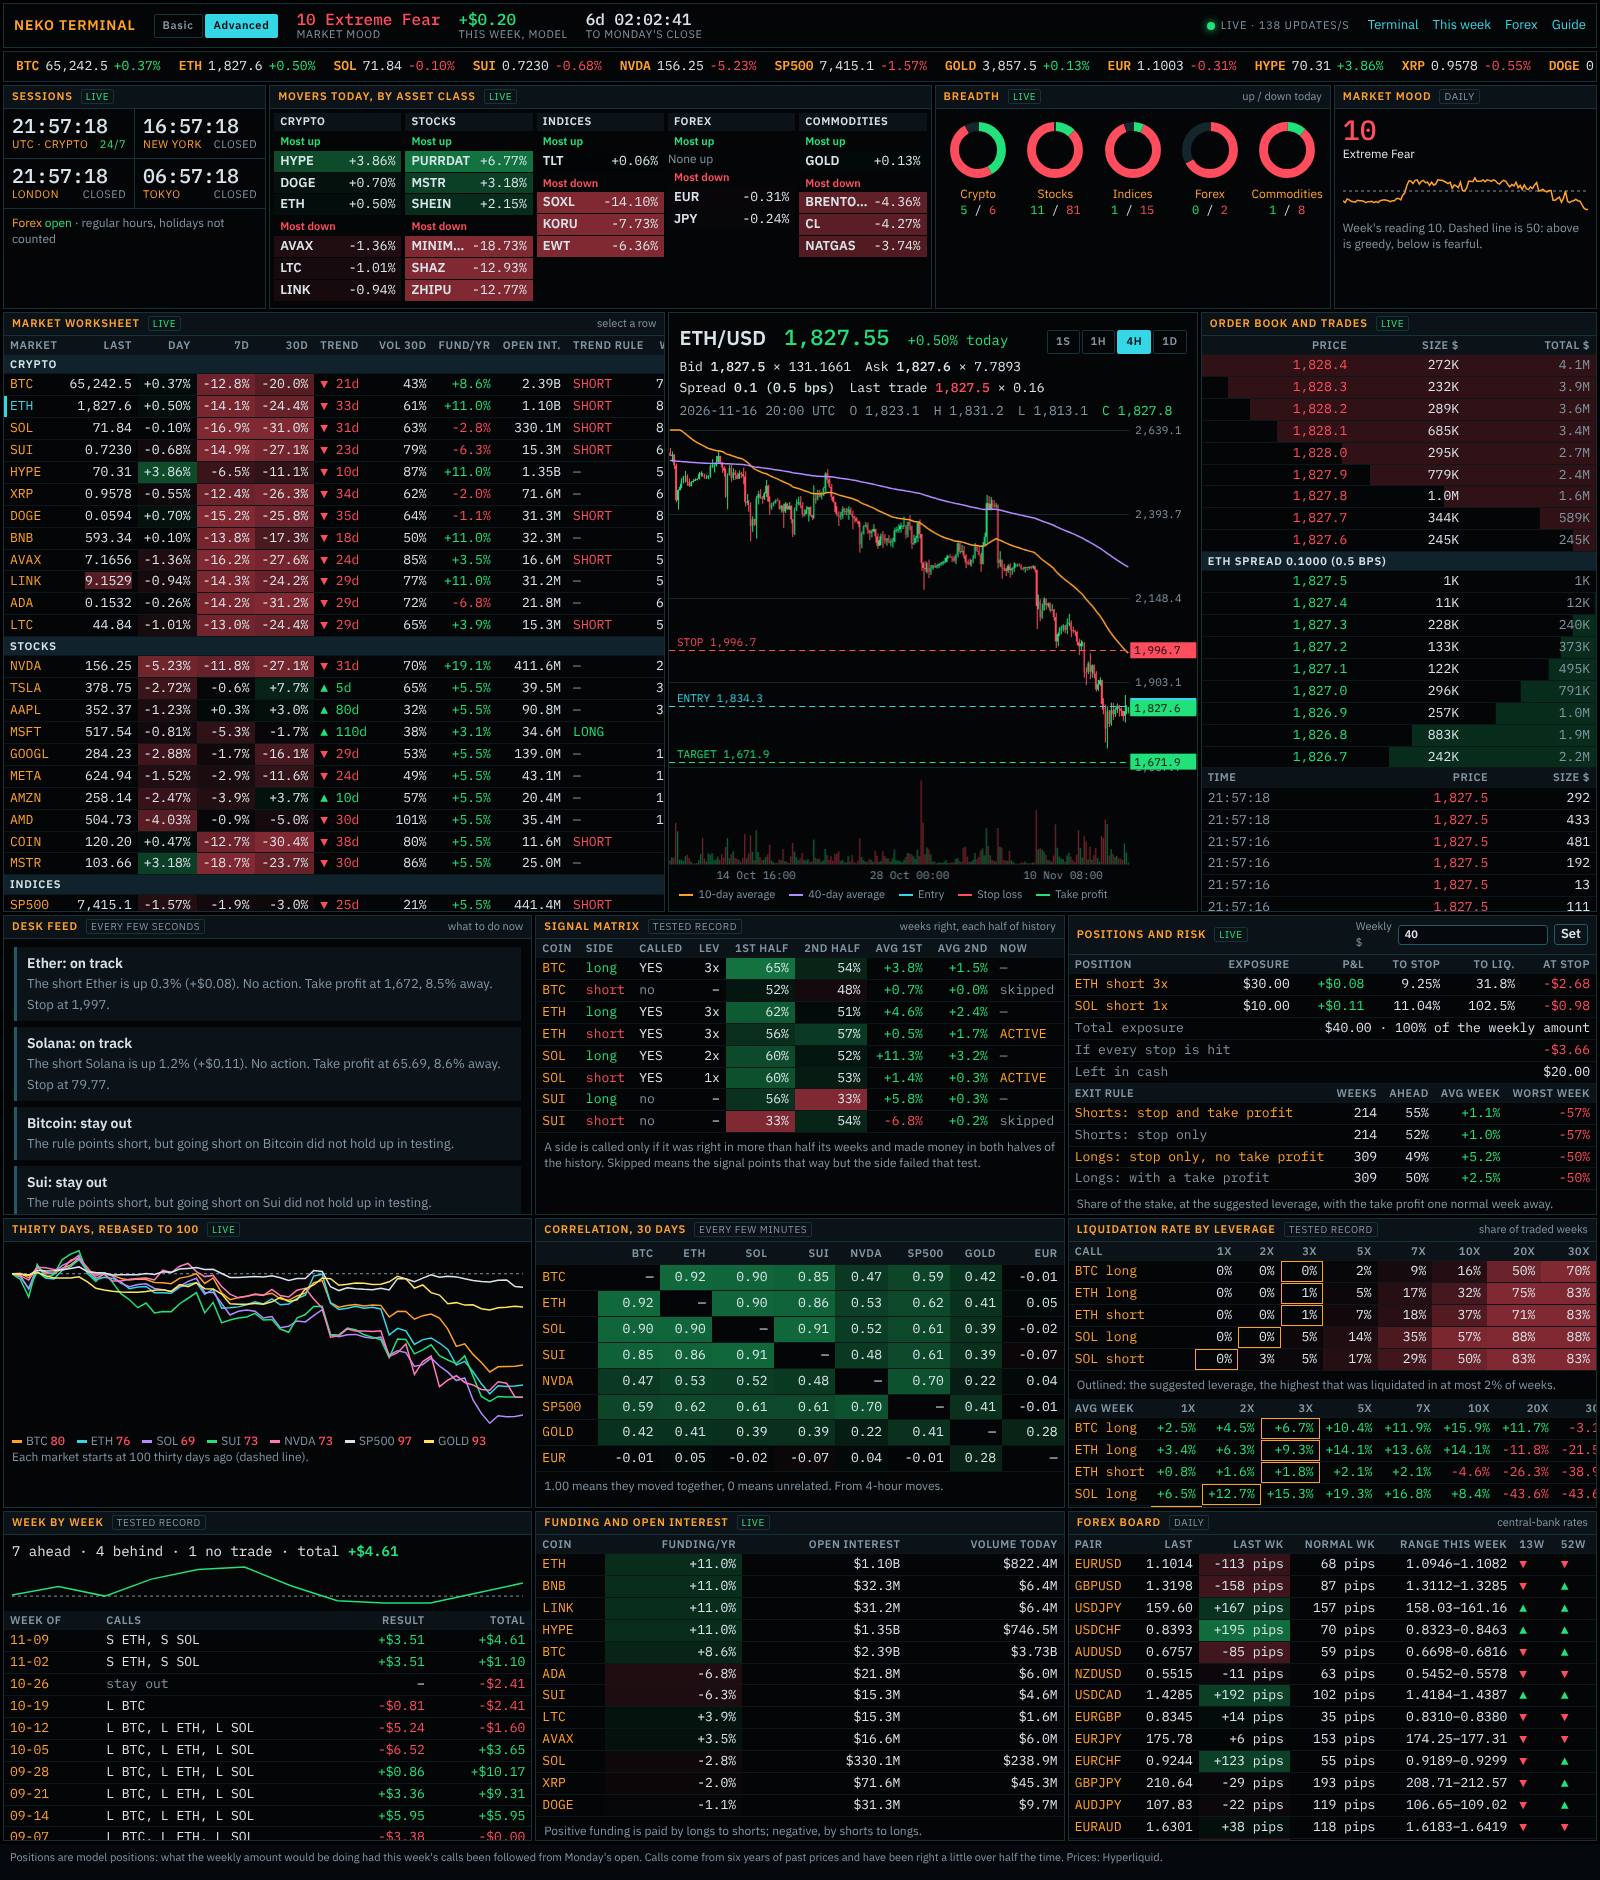 NEKO TERMINAL Basic Advanced 10 Extreme Fear +$0.20 6d 02:02:41 LIVE · 138 UPDATES/S Terminal This week Forex Guide
MARKET MOOD THIS WEEK, MODEL TO MONDAY'S CLOSE
BTC 65,242.5 +0.37% ETH 1,827.6 +0.50% SOL 71.84 -0.10% SUI 0.7230 -0.68% NVDA 156.25 -5.23% SP500 7,415.1 -1.57% GOLD 3,857.5 +0.13% EUR 1.1003 -0.31% HYPE 70.31 +3.86% XRP 0.9578 -0.55% DOGE 0
SESSIONS LIVE
21:57:18 16:57:18
UTC · CRYPTO 24/7 NEW YORK CLOSED
21:57:18 06:57:18
LONDON CLOSED TOKYO CLOSED
Forex open · regular hours, holidays not
counted
MOVERS TODAY, BY ASSET CLASS LIVE
CRYPTO
Most up
HYPE +3.86%
DOGE +0.70%
ETH +0.50%
Most down
AVAX -1.36%
LTC -1.01%
LINK -0.94%
STOCKS
Most up
PURRDAT +6.77%
MSTR +3.18%
SHEIN +2.15%
Most down
MINIM... -18.73%
SHAZ -12.93%
ZHIPU -12.77%
INDICES
Most up
TLT +0.06%
Most down
SOXL -14.10%
KORU -7.73%
EWT -6.36%
FOREX
Most up
None up
Most down
EUR -0.31%
JPY -0.24%
COMMODITIES
Most up
GOLD +0.13%
Most down
BRENTO... -4.36%
CL -4.27%
NATGAS -3.74%
BREADTH LIVE up / down today
Crypto Stocks Indices Forex Commodities
5 / 6 11 / 81 1 / 15 0 / 2 1 / 8
MARKET MOOD DAILY
10
Extreme Fear
Week's reading 10. Dashed line is 50: above
is greedy, below is fearful.
MARKET WORKSHEET LIVE select a row
MARKET LAST DAY 7D 30D TREND VOL 30D FUND/YR OPEN INT. TREND RULE
CRYPTO
BTC 65,242.5 +0.37% -12.8% -20.0% ▼ 21d 43% +8.6% 2.39B SHORT 7
ETH 1,827.6 +0.50% -14.1% -24.4% ▼ 33d 61% +11.0% 1.10B SHORT 8
SOL 71.84 -0.10% -16.9% -31.0% ▼ 31d 63% -2.8% 330.1M SHORT 8
SUI 0.7230 -0.68% -14.9% -27.1% ▼ 23d 79% -6.3% 15.3M SHORT 6
HYPE 70.31 +3.86% -6.5% -11.1% ▼ 10d 87% +11.0% 1.35B — 5
XRP 0.9578 -0.55% -12.4% -26.3% ▼ 34d 62% -2.0% 71.6M — 6
DOGE 0.0594 +0.70% -15.2% -25.8% ▼ 35d 64% -1.1% 31.3M SHORT 8
BNB 593.34 +0.10% -13.8% -17.3% ▼ 18d 50% +11.0% 32.3M — 5
AVAX 7.1656 -1.36% -16.2% -27.6% ▼ 24d 85% +3.5% 16.6M SHORT 5
LINK 9.1529 -0.94% -14.3% -24.2% ▼ 29d 77% +11.0% 31.2M — 5
ADA 0.1532 -0.26% -14.2% -31.2% ▼ 29d 72% -6.8% 21.8M — 6
LTC 44.84 -1.01% -13.0% -24.4% ▼ 29d 65% +3.9% 15.3M SHORT 5
STOCKS
NVDA 156.25 -5.23% -11.8% -27.1% ▼ 31d 70% +19.1% 411.6M — 2
TSLA 378.75 -2.72% -0.6% +7.7% ▲ 5d 65% +5.5% 39.5M — 3
AAPL 352.37 -1.23% +0.3% +3.0% ▲ 80d 32% +5.5% 90.8M — 3
MSFT 517.54 -0.81% -5.3% -1.7% ▲ 110d 38% +3.1% 34.6M LONG
GOOGL 284.23 -2.88% -1.7% -16.1% ▼ 29d 53% +5.5% 139.0M — 1
META 624.94 -1.52% -2.9% -11.6% ▼ 24d 49% +5.5% 43.1M — 1
AMZN 258.14 -2.47% -3.9% +3.7% ▲ 10d 57% +5.5% 20.4M — 1
AMD 504.73 -4.03% -0.9% -5.0% ▼ 30d 101% +5.5% 35.4M — 1
COIN 120.20 +0.47% -12.7% -30.4% ▼ 38d 80% +5.5% 11.6M SHORT
MSTR 103.66 +3.18% -18.7% -23.7% ▼ 30d 86% +5.5% 25.0M —
INDICES
SP500 7,415.1 -1.57% -1.9% -3.0% ▼ 25d 21% +5.5% 441.4M SHORT
ETH/USD 1,827.55 +0.50% today 1S 1H 4H 1D
Bid 1,827.5 × 131.1661 Ask 1,827.6 × 7.7893
Spread 0.1 (0.5 bps) Last trade 1,827.5 × 0.16
2026-11-16 20:00 UTC O 1,823.1 H 1,831.2 L 1,813.1 C 1,827.8
2,639.1
2,393.7
2,148.4
STOP 1,996.7 1,996.7
1,903.1
ENTRY 1,834.3 1,827.6
TARGET 1,671.9 1,671.9
14 Oct 16:00 28 Oct 00:00 10 Nov 08:00
10-day average 40-day average Entry Stop loss Take profit
ORDER BOOK AND TRADES LIVE
PRICE SIZE $ TOTAL $
1,828.4 272K 4.1M
1,828.3 232K 3.9M
1,828.2 289K 3.6M
1,828.1 685K 3.4M
1,828.0 295K 2.7M
1,827.9 779K 2.4M
1,827.8 1.0M 1.6M
1,827.7 344K 589K
1,827.6 245K 245K
ETH SPREAD 0.1000 (0.5 BPS)
1,827.5 1K 1K
1,827.4 11K 12K
1,827.3 228K 240K
1,827.2 133K 373K
1,827.1 122K 495K
1,827.0 296K 791K
1,826.9 257K 1.0M
1,826.8 883K 1.9M
1,826.7 242K 2.2M
TIME PRICE SIZE $
21:57:18 1,827.5 292
21:57:18 1,827.5 433
21:57:16 1,827.5 481
21:57:16 1,827.5 192
21:57:16 1,827.5 13
21:57:16 1,827.5 111
DESK FEED EVERY FEW SECONDS what to do now
Ether: on track
The short Ether is up 0.3% (+$0.08). No action. Take profit at 1,672, 8.5% away.
Stop at 1,997.
Solana: on track
The short Solana is up 1.2% (+$0.11). No action. Take profit at 65.69, 8.6% away.
Stop at 79.77.
Bitcoin: stay out
The rule points short, but going short on Bitcoin did not hold up in testing.
Sui: stay out
The rule points short, but going short on Sui did not hold up in testing.
SIGNAL MATRIX TESTED RECORD weeks right, each half of history
COIN SIDE CALLED LEV 1ST HALF 2ND HALF AVG 1ST AVG 2ND NOW
BTC long YES 3x 65% 54% +3.8% +1.5% —
BTC short no — 52% 48% +0.7% +0.0% skipped
ETH long YES 3x 62% 51% +4.6% +2.4% —
ETH short YES 3x 56% 57% +0.5% +1.7% ACTIVE
SOL long YES 2x 60% 52% +11.3% +3.2% —
SOL short YES 1x 60% 53% +1.4% +0.3% ACTIVE
SUI long no — 56% 33% +5.8% +0.3% —
SUI short no — 33% 54% -6.8% +0.2% skipped
A side is called only if it was right in more than half its weeks and made money in both halves of
the history. Skipped means the signal points that way but the side failed that test.
POSITIONS AND RISK LIVE Weekly $ 40 Set
POSITION EXPOSURE P&L TO STOP TO LIQ. AT STOP
ETH short 3x $30.00 +$0.08 9.25% 31.8% -$2.68
SOL short 1x $10.00 +$0.11 11.04% 102.5% -$0.98
Total exposure $40.00 · 100% of the weekly amount
If every stop is hit -$3.66
Left in cash $20.00
EXIT RULE WEEKS AHEAD AVG WEEK WORST WEEK
Shorts: stop and take profit 214 55% +1.1% -57%
Shorts: stop only 214 52% +1.0% -57%
Longs: stop only, no take profit 309 49% +5.2% -50%
Longs: with a take profit 309 50% +2.5% -50%
Share of the stake, at the suggested leverage, with the take profit one normal week away.
THIRTY DAYS, REBASED TO 100 LIVE
BTC 80 ETH 76 SOL 69 SUI 73 NVDA 73 SP500 97 GOLD 93
Each market starts at 100 thirty days ago (dashed line).
CORRELATION, 30 DAYS EVERY FEW MINUTES
BTC ETH SOL SUI NVDA SP500 GOLD EUR
BTC — 0.92 0.90 0.85 0.47 0.59 0.42 -0.01
ETH 0.92 — 0.90 0.86 0.53 0.62 0.41 0.05
SOL 0.90 0.90 — 0.91 0.52 0.61 0.39 -0.02
SUI 0.85 0.86 0.91 — 0.48 0.61 0.39 -0.07
NVDA 0.47 0.53 0.52 0.48 — 0.70 0.22 0.04
SP500 0.59 0.62 0.61 0.61 0.70 — 0.41 -0.01
GOLD 0.42 0.41 0.39 0.39 0.22 0.41 — 0.28
EUR -0.01 0.05 -0.02 -0.07 0.04 -0.01 0.28 —
1.00 means they moved together, 0 means unrelated. From 4-hour moves.
LIQUIDATION RATE BY LEVERAGE TESTED RECORD share of traded weeks
CALL 1X 2X 3X 5X 7X 10X 20X 30X
BTC long 0% 0% 0% 2% 9% 16% 50% 70%
ETH long 0% 0% 1% 5% 17% 32% 75% 83%
ETH short 0% 0% 1% 7% 18% 37% 71% 83%
SOL long 0% 0% 5% 14% 35% 57% 88% 88%
SOL short 0% 3% 5% 17% 29% 50% 83% 83%
Outlined: the suggested leverage, the highest that was liquidated in at most 2% of weeks.
AVG WEEK 1X 2X 3X 5X 7X 10X 20X 30
BTC long +2.5% +4.5% +6.7% +10.4% +11.9% +15.9% +11.7% -3.1
ETH long +3.4% +6.3% +9.3% +14.1% +13.6% +14.1% -11.8% -21.5
ETH short +0.8% +1.6% +1.8% +2.1% +2.1% -4.6% -26.3% -38.9
SOL long +6.5% +12.7% +15.3% +19.3% +16.8% +8.4% -43.6% -43.6
WEEK BY WEEK TESTED RECORD
7 ahead · 4 behind · 1 no trade · total +$4.61
WEEK OF CALLS RESULT TOTAL
11-09 S ETH, S SOL +$3.51 +$4.61
11-02 S ETH, S SOL +$3.51 +$1.10
10-26 stay out — -$2.41
10-19 L BTC -$0.81 -$2.41
10-12 L BTC, L ETH, L SOL -$5.24 -$1.60
10-05 L BTC, L ETH, L SOL -$6.52 +$3.65
09-28 L BTC, L ETH, L SOL +$0.86 +$10.17
09-21 L BTC, L ETH, L SOL +$3.36 +$9.31
09-14 L BTC, L ETH, L SOL +$5.95 +$5.95
09-07 L BTC, L ETH, L SOL -$3.38 -$0.00
FUNDING AND OPEN INTEREST LIVE
COIN FUNDING/YR OPEN INTEREST VOLUME TODAY
ETH +11.0% $1.10B $822.4M
BNB +11.0% $32.3M $6.4M
LINK +11.0% $31.2M $6.4M
HYPE +11.0% $1.35B $746.5M
BTC +8.6% $2.39B $3.73B
ADA -6.8% $21.8M $6.0M
SUI -6.3% $15.3M $4.6M
LTC +3.9% $15.3M $1.6M
AVAX +3.5% $16.6M $6.0M
SOL -2.8% $330.1M $238.9M
XRP -2.0% $71.6M $45.3M
DOGE -1.1% $31.3M $9.7M
Positive funding is paid by longs to shorts; negative, by shorts to longs.
FOREX BOARD DAILY central-bank rates
PAIR LAST LAST WK NORMAL WK RANGE THIS WEEK 13W 52W
EURUSD 1.1014 -113 pips 68 pips 1.0946–1.1082 ▼ ▼
GBPUSD 1.3198 -158 pips 87 pips 1.3112–1.3285 ▼ ▲
USDJPY 159.60 +167 pips 157 pips 158.03–161.16 ▲ ▲
USDCHF 0.8393 +195 pips 70 pips 0.8323–0.8463 ▲ ▲
AUDUSD 0.6757 -85 pips 59 pips 0.6698–0.6816 ▼ ▲
NZDUSD 0.5515 -11 pips 63 pips 0.5452–0.5578 ▼ ▼
USDCAD 1.4285 +192 pips 102 pips 1.4184–1.4387 ▲ ▲
EURGBP 0.8345 +14 pips 35 pips 0.8310–0.8380 ▼ ▼
EURJPY 175.78 +6 pips 153 pips 174.25–177.31 ▼ ▼
EURCHF 0.9244 +123 pips 55 pips 0.9189–0.9299 ▼ ▲
GBPJPY 210.64 -29 pips 193 pips 208.71–212.57 ▼ ▲
AUDJPY 107.83 -22 pips 119 pips 106.65–109.02 ▼ ▲
EURAUD 1.6301 +38 pips 118 pips 1.6183–1.6419 ▼ ▼
Positions are model positions: what the weekly amount would be doing had this week's calls been followed from Monday's open. Calls come from six years of past prices and have been right a little over half the time. Prices: Hyperliquid.